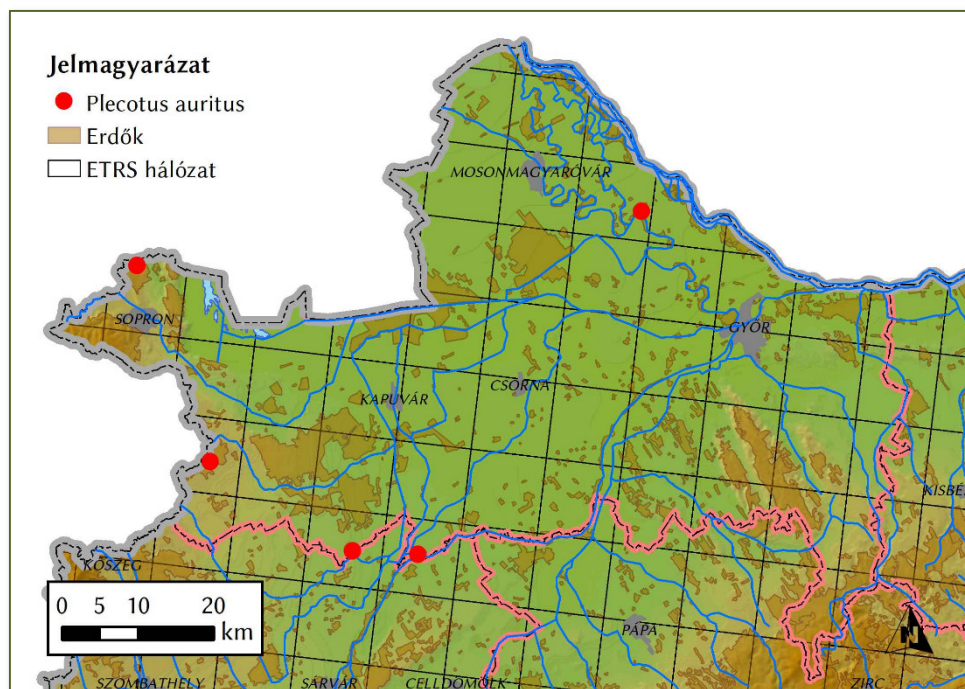 Jelmagyarázat
Plecotus auritus
Erdők
ETRS hálózat
MOSONMAGYARÓVÁR
SOPRON
GYŐR
CSORNA
KAPUVÁR
KISBÉ
KŐSZEG
0 5 10 20
km
PÁPA
N
SZOMBATHELY
SÁRVÁR
CELLDÖMÖLK
ZIRC